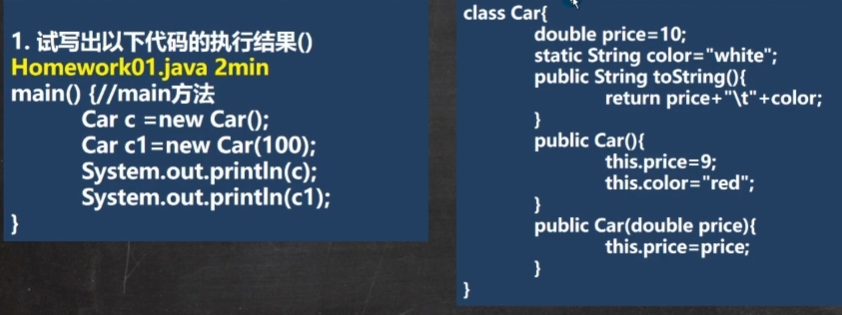 1. 试写出以下代码的执行结果()
Homework01.java 2min
main() {//main方法
Car c =new Car();
Car c1=new Car(100);
System.out.println(c);
System.out.println(c1);
}
class Car{
double price=10;
static String color="white";
public String toString(){
return price+"\t"+color;
}
public Car(){
this.price=9;
this.color="red";
}
public Car(double price){
this.price=price;
}
}